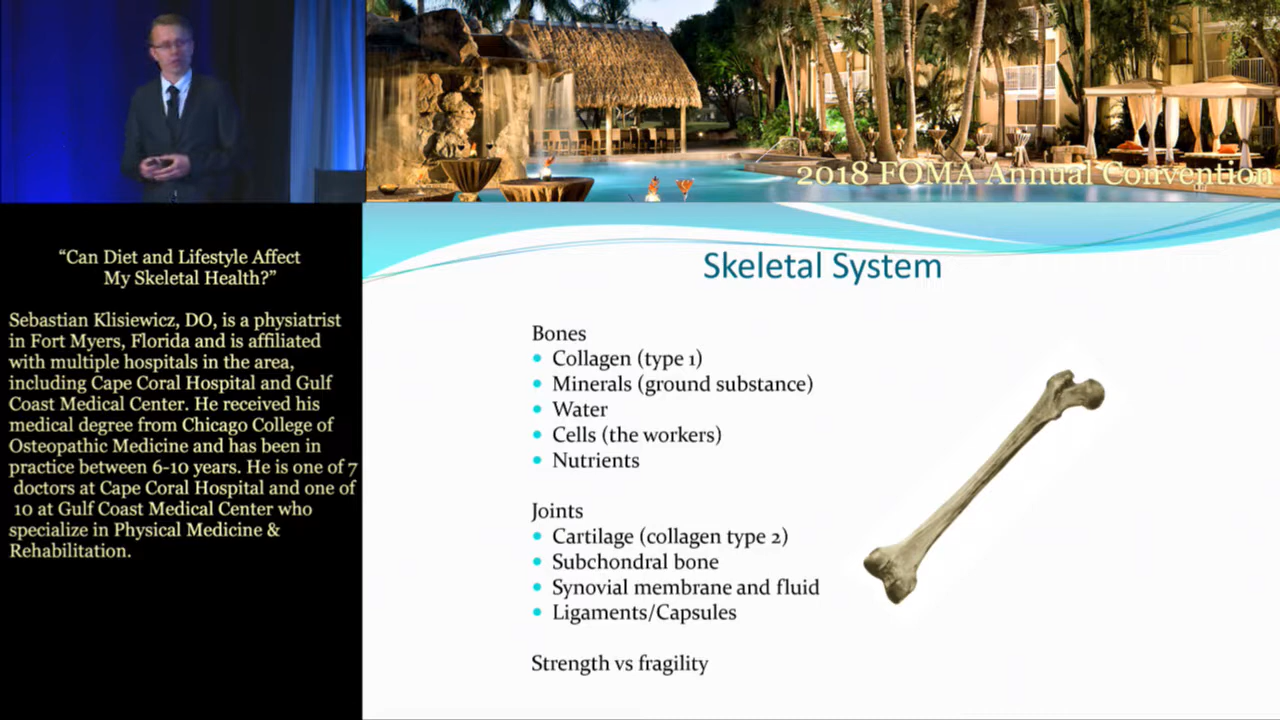 2018 FOMA Annual Convention
“Can Diet and Lifestyle Affect
My Skeletal Health?”
Sebastian Klisiewicz, DO, is a physiatrist
in Fort Myers, Florida and is affiliated
with multiple hospitals in the area,
including Cape Coral Hospital and Gulf
Coast Medical Center. He received his
medical degree from Chicago College of
Osteopathic Medicine and has been in
practice between 6-10 years. He is one of 7
doctors at Cape Coral Hospital and one of
10 at Gulf Coast Medical Center who
specialize in Physical Medicine &
Rehabilitation.
Skeletal System
Bones
• Collagen (type 1)
• Minerals (ground substance)
• Water
• Cells (the workers)
• Nutrients
Joints
• Cartilage (collagen type 2)
• Subchondral bone
• Synovial membrane and fluid
• Ligaments/Capsules
Strength vs fragility